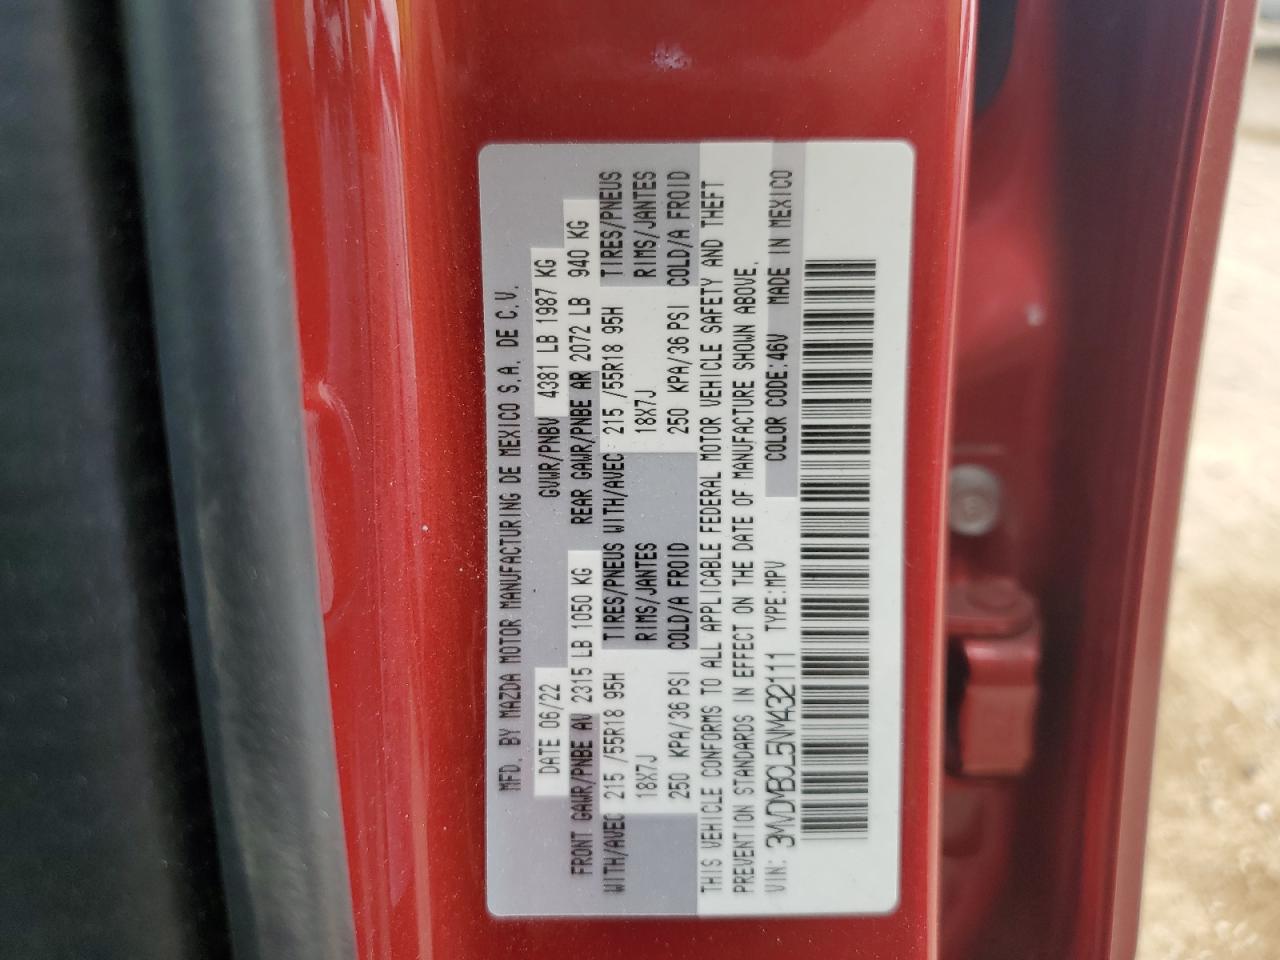 MFD. BY MAZDA MOTOR MANUFACTURING DE MEXICO S.A. DE C.V.
DATE 06/22 GVWR/PNBV 4381 LB 1987 KG
FRONT GAWR/PNBE AV 2315 LB 1050 KG REAR GAWR/PNBE AR 2072 LB 940 KG
WITH/AVEC 215 /55R18 95H TIRES/PNEUS WITH/AVEC 215 /55R18 95H TIRES/PNEUS
18X7J RIMS/JANTES 18X7J RIMS/JANTES
250 KPA/36 PSI COLD/A FROID 250 KPA/36 PSI COLD/A FROID
THIS VEHICLE CONFORMS TO ALL APPLICABLE FEDERAL MOTOR VEHICLE SAFETY AND THEFT
PREVENTION STANDARDS IN EFFECT ON THE DATE OF MANUFACTURE SHOWN ABOVE.
VIN: 3MVDMBCL5NM432111 TYPE:MPV COLOR CODE:46V MADE IN MEXICO